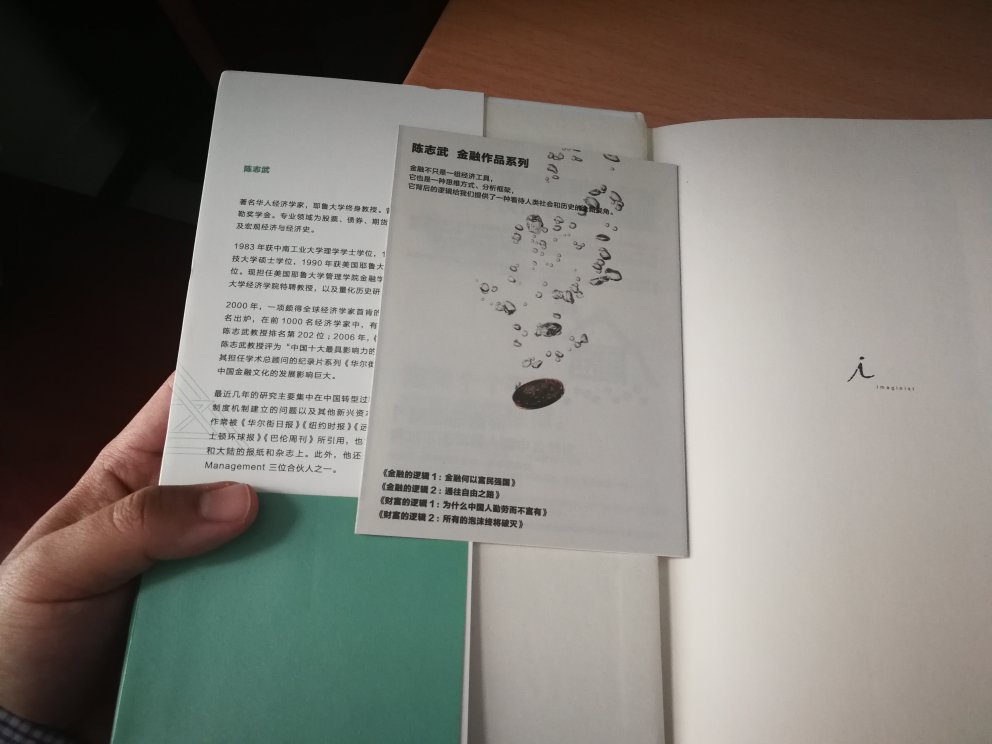 陈志武
著名华人经济学家，耶鲁大学终身教授。
勒奖学金。专业领域为股票、债券、期货
及宏观经济与经济史。
1983 年获中南工业大学理学学士学位，1
技大学硕士学位，1990 年获美国耶鲁大
位。现担任美国耶鲁大学管理学院金融学
大学经济学院特聘教授，以及量化历史研
2000 年，一项颇得全球经济学家首肯的
名出炉，在前 1000 名经济学家中，有
陈志武教授排名第 202 位；2006 年，《
陈志武教授评为“中国十大最具影响力的
其担任学术总顾问的纪录片系列《华尔街
中国金融文化的发展影响巨大。
最近几年的研究主要集中在中国转型过
制度机制建立的问题以及其他新兴资
作常被《华尔街日报》《纽约时报》《远
士顿环球报》《巴伦周刊》所引用，也
和大陆的报纸和杂志上。此外，他还
Management 三位合伙人之一。
陈志武 金融作品系列
金融不只是一组经济工具，
它也是一种思维方式、分析框架，
它背后的逻辑给我们提供了一种看待人类社会和历史的视角。
《金融的逻辑 1：金融何以富民强国》
《金融的逻辑 2：通往自由之路》
《财富的逻辑 1：为什么中国人勤劳而不富有》
《财富的逻辑 2：所有的泡沫终将破灭》
i
imaginist